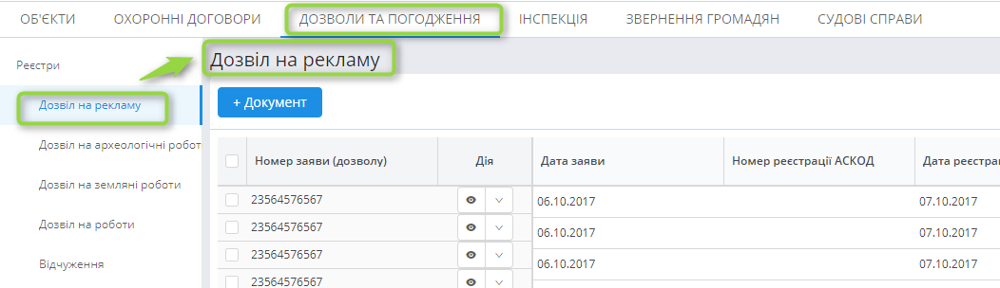 ОБ'ЄКТИ ОХОРОННІ ДОГОВОРИ ДОЗВОЛИ ТА ПОГОДЖЕННЯ ІНСПЕКЦІЯ ЗВЕРНЕННЯ ГРОМАДЯН СУДОВІ СПРАВИ
Реєстри
Дозвіл на рекламу
Дозвіл на археологічні робот
Дозвіл на земляні роботи
Дозвіл на роботи
Відчуження
Дозвіл на рекламу
+ Документ
Номер заяви (дозволу) Дія Дата заяви Номер реєстрації АСКОД Дата реєстра
23564576567 06.10.2017 07.10.2017
23564576567 06.10.2017 07.10.2017
23564576567 06.10.2017 07.10.2017
23564576567